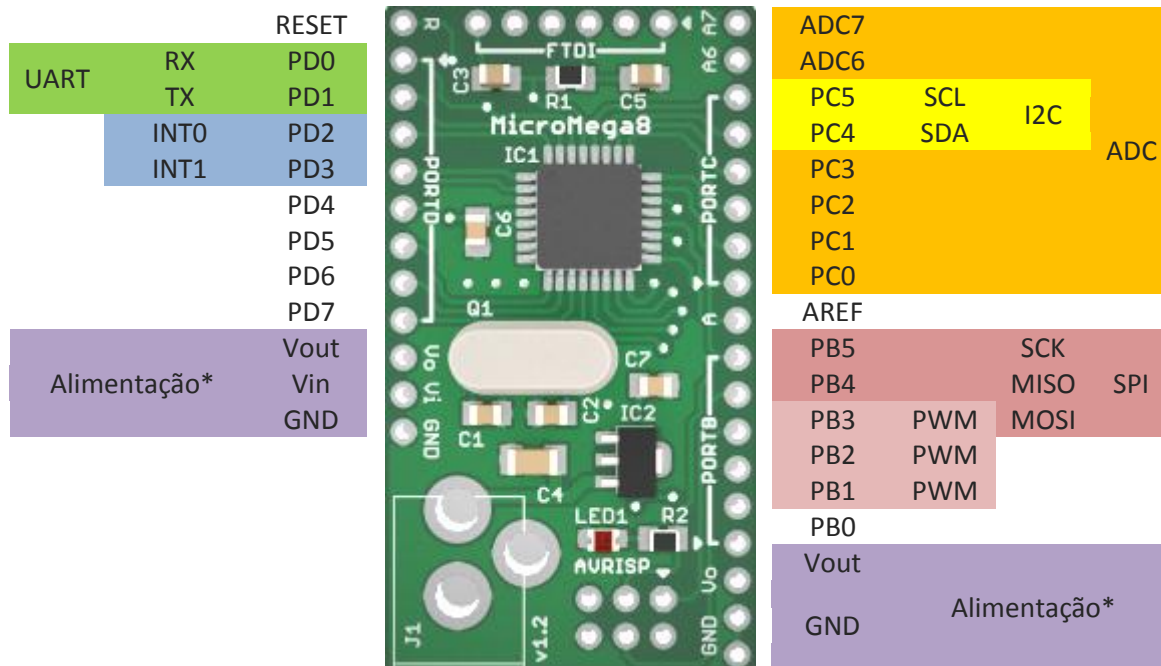 RESET
UART RX PD0
TX PD1
INT0 PD2
INT1 PD3
PD4
PD5
PD6
PD7
Alimentação* Vout
Vin
GND
R
FTDI
A7
A6
C3
R1
C5
MicroMega8
IC1
PORTD
PORTC
C6
Q1
A
Vo
Vi
GND
C7
C1
C2
IC2
C4
PORTB
LED1
R2
AVRISP
J1
v1.2
Vo
GND
ADC7
ADC6
PC5 SCL I2C
PC4 SDA
ADC
PC3
PC2
PC1
PC0
AREF
PB5 SCK
PB4 MISO SPI
PB3 PWM MOSI
PB2 PWM
PB1 PWM
PB0
Vout
Alimentação*
GND